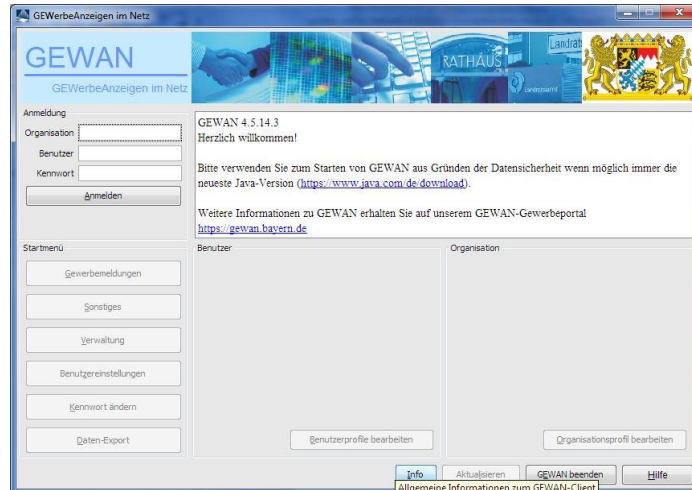 GEWerbeAnzeigen im Netz
GEWAN
GEWerbeAnzeigen im Netz
RATHAUS
Landrats
Landratsamt
Anmeldung
Organisation
Benutzer
Kennwort
Anmelden
GEWAN 4.5.14.3
Herzlich willkommen!
Bitte verwenden Sie zum Starten von GEWAN aus Gründen der Datensicherheit wenn möglich immer die
neueste Java-Version (https://www.java.com/de/download).
Weitere Informationen zu GEWAN erhalten Sie auf unserem GEWAN-Gewerbeportal
https://gewan.bayern.de
Startmenü
Gewerbemeldungen
Sonstiges
Verwaltung
Benutzereinstellungen
Kennwort ändern
Daten-Export
Benutzer
Benutzerprofile bearbeiten
Organisation
Organisationsprofil bearbeiten
Info
Aktualisieren
GEWAN beenden
Hilfe
Allgemeine Informationen zum GEWAN-Client